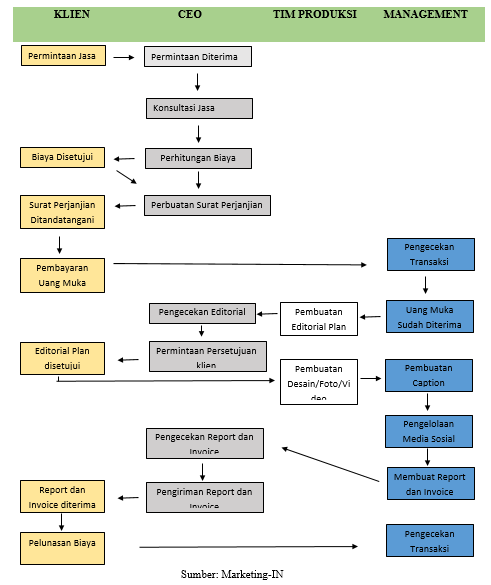 KLIEN CEO TIM PRODUKSI MANAGEMENT
Permintaan Jasa
Permintaan Diterima
Konsultasi Jasa
Biaya Disetujui
Perhitungan Biaya
Surat Perjanjian
Ditandatangani
Perbuatan Surat Perjanjian
Pembayaran
Uang Muka
Pengecekan
Transaksi
Pengecekan Editorial
Pembuatan
Editorial Plan
Uang Muka
Sudah Diterima
Editorial Plan
disetujui
Permintaan Persetujuan
klien
Pembuatan
Desain/Foto/Vi
deo
Pembuatan
Caption
Pengelolaan
Media Sosial
Pengecekan Report dan
Invoice
Membuat Report
dan Invoice
Report dan
Invoice diterima
Pengiriman Report dan
Invoice
Pelunasan Biaya
Pengecekan
Transaksi
Sumber: Marketing-IN